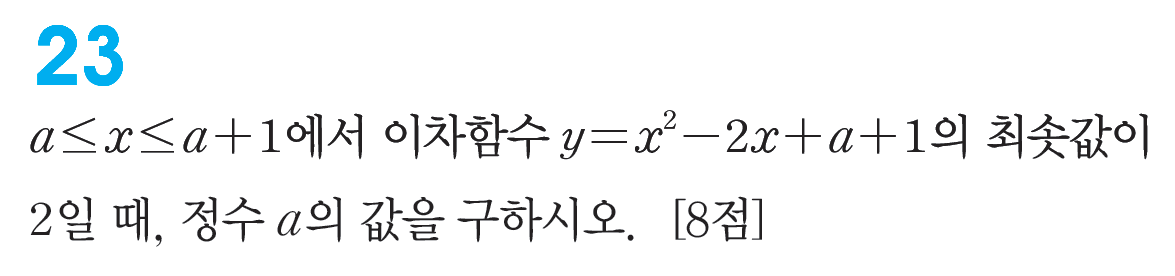 23
a≤x≤a+1에서 이차함수 y=x²-2x+a+1의 최솟값이
2일 때, 정수 a의 값을 구하시오. [8점]